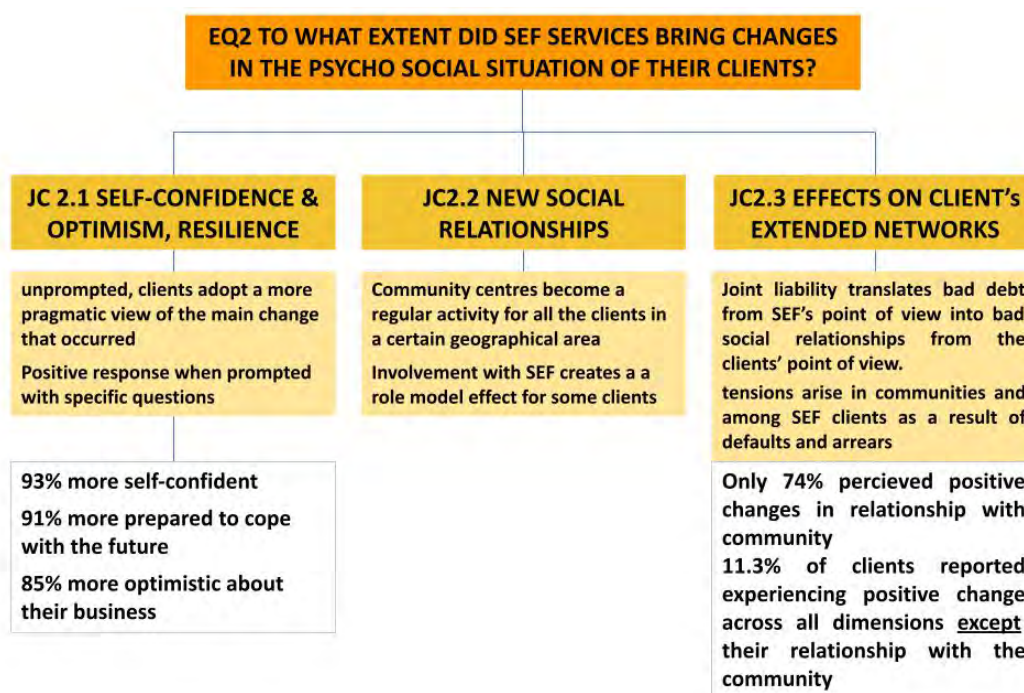 EQ2 TO WHAT EXTENT DID SEF SERVICES BRING CHANGES
IN THE PSYCHO SOCIAL SITUATION OF THEIR CLIENTS?
JC 2.1 SELF-CONFIDENCE &
OPTIMISM, RESILIENCE
unprompted, clients adopt a more
pragmatic view of the main change
that occurred
Positive response when prompted
with specific questions
93% more self-confident
91% more prepared to cope
with the future
85% more optimistic about
their business
JC2.2 NEW SOCIAL
RELATIONSHIPS
Community centres become a
regular activity for all the clients in
a certain geographical area
Involvement with SEF creates a a
role model effect for some clients
JC2.3 EFFECTS ON CLIENT's
EXTENDED NETWORKS
Joint liability translates bad debt
from SEF's point of view into bad
social relationships from the
clients' point of view.
tensions arise in communities and
among SEF clients as a result of
defaults and arrears
Only 74% percieved positive
changes in relationship with
community
11.3% of clients reported
experiencing positive change
across all dimensions except
their relationship with the
community